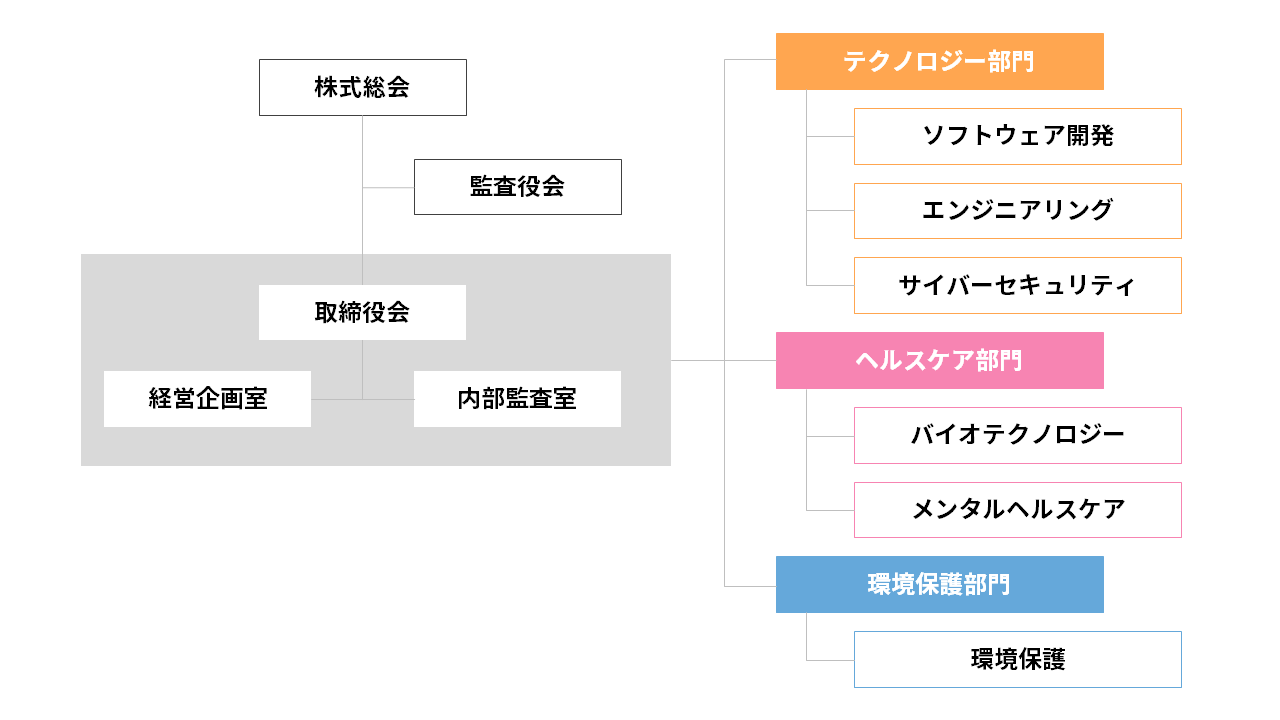 株式総会
監査役会
取締役会
経営企画室
内部監査室
テクノロジー部門
ソフトウェア開発
エンジニアリング
サイバーセキュリティ
ヘルスケア部門
バイオテクノロジー
メンタルヘルスケア
環境保護部門
環境保護